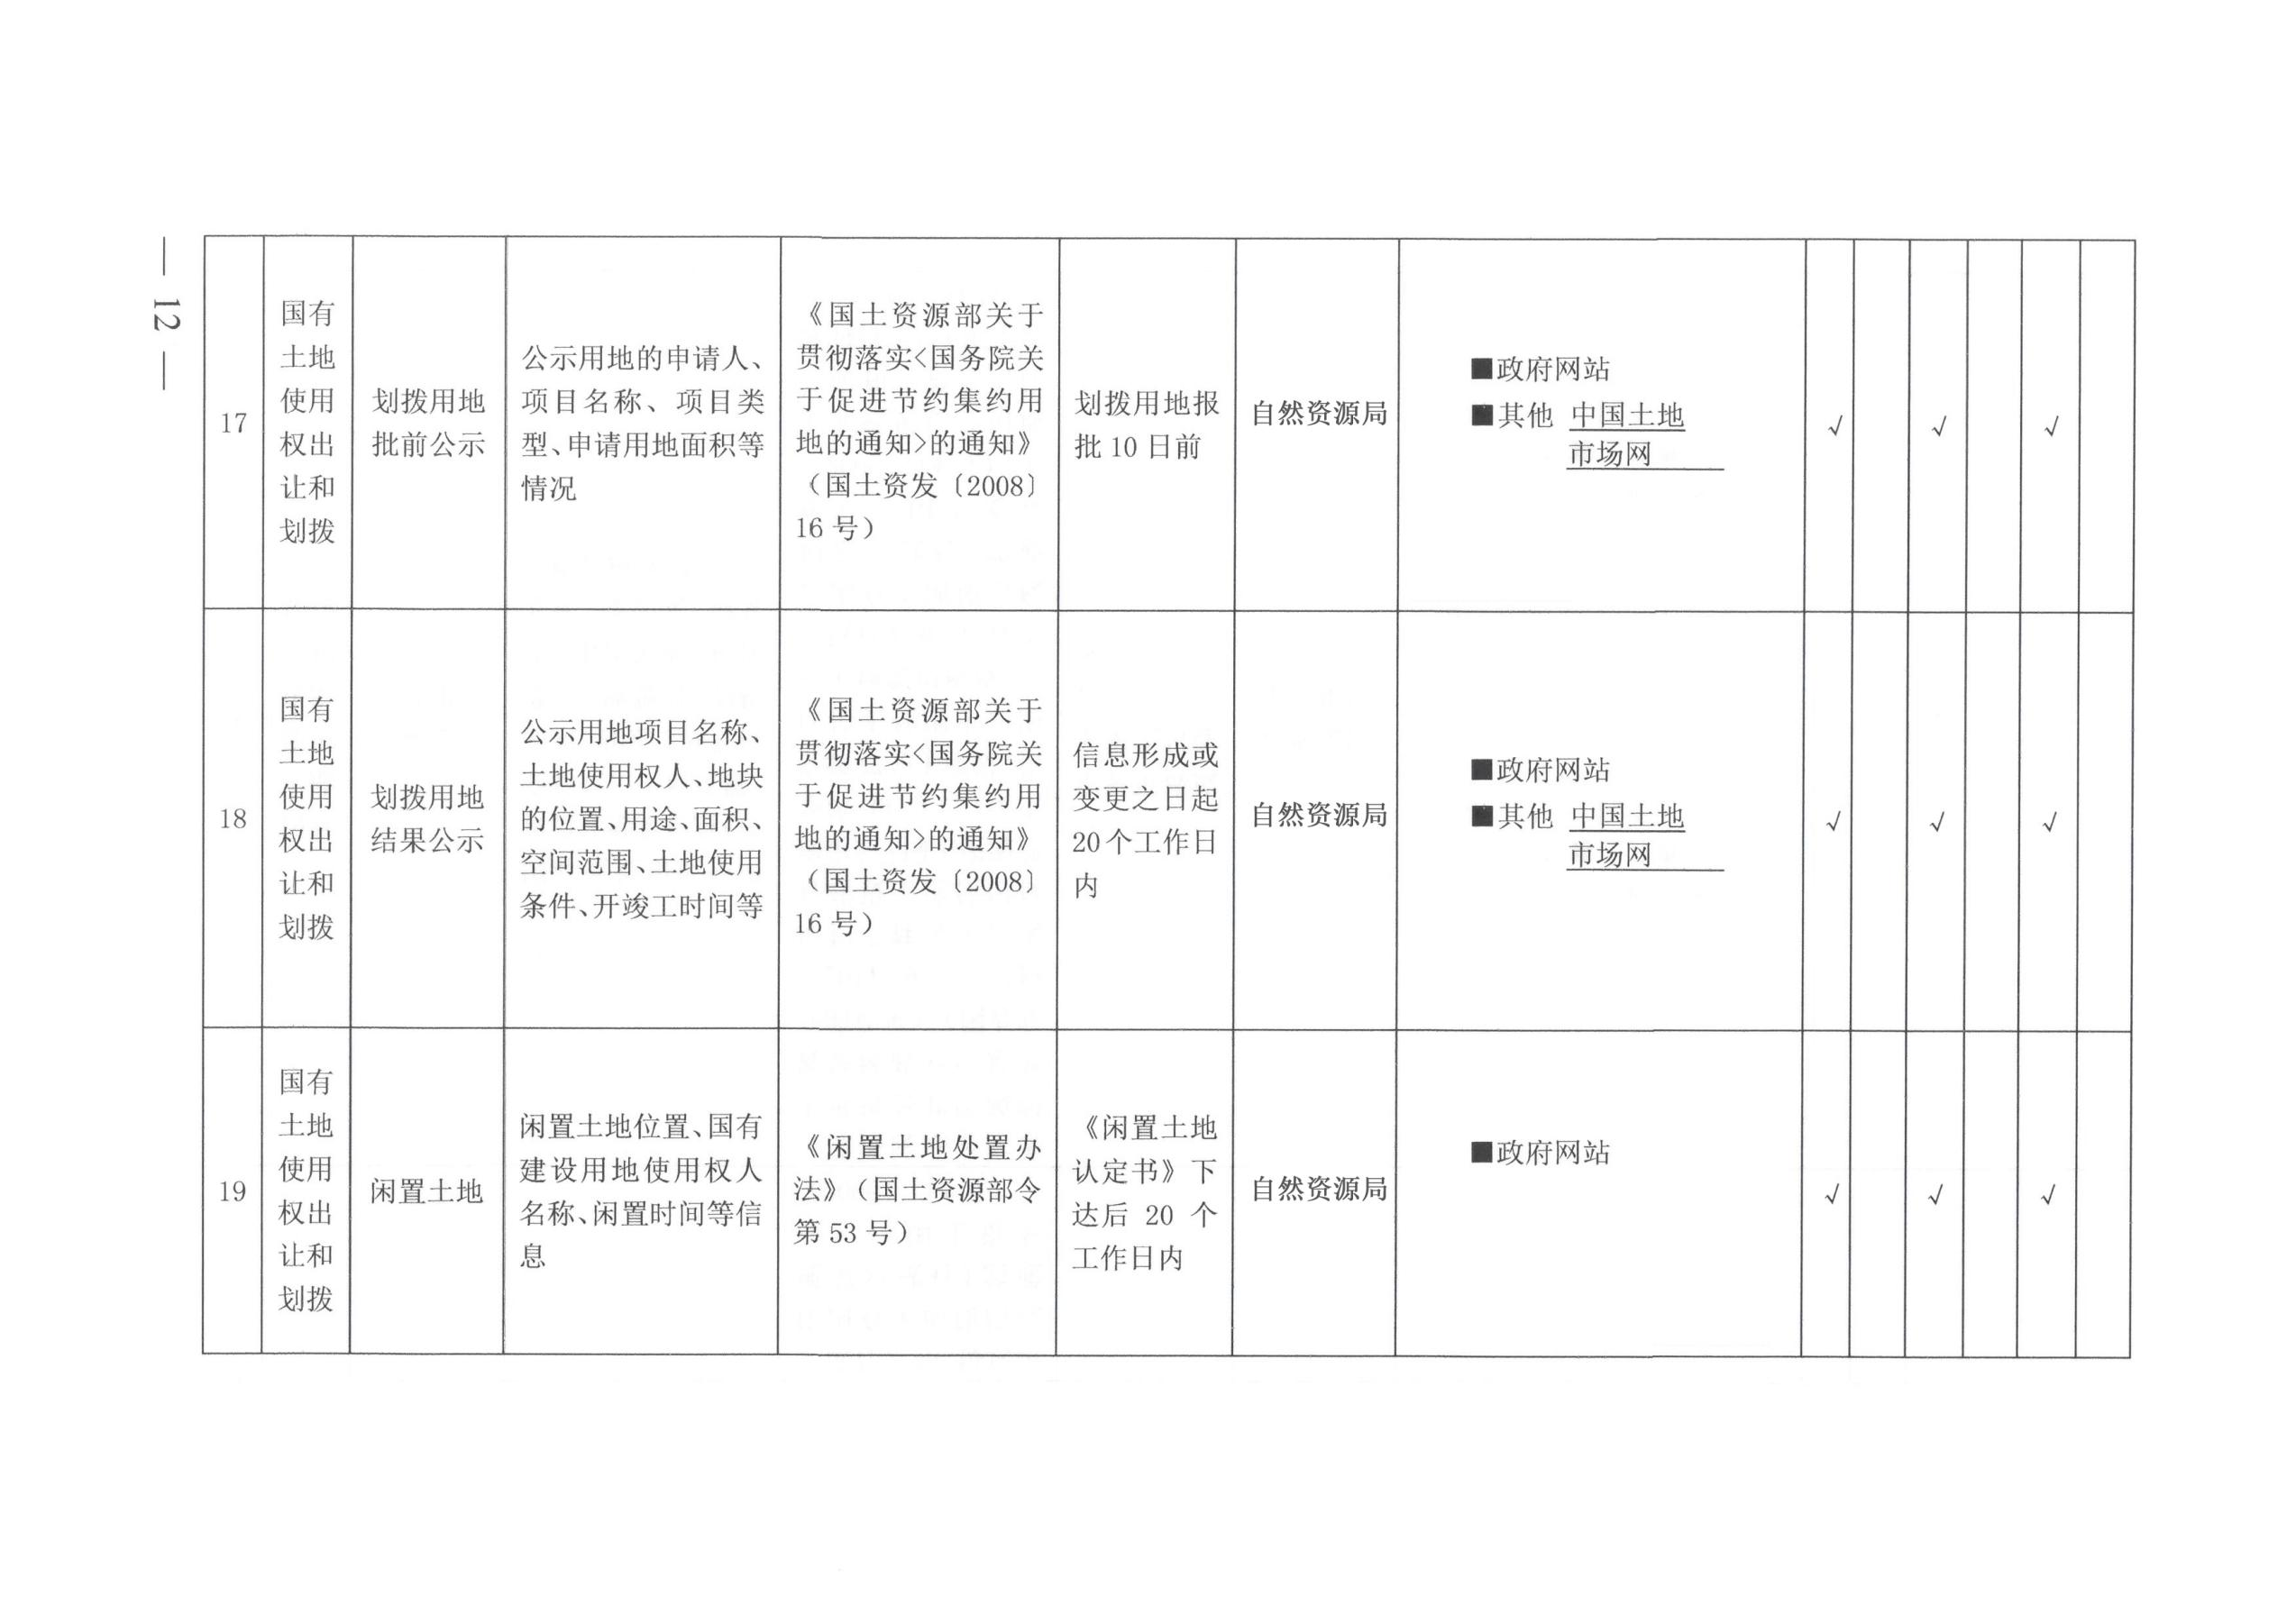 — 12 —
17
国有
土地
使用
权出
让和
划拨
划拨用地
批前公示
公示用地的申请人、
项目名称、项目类
型、申请用地面积等
情况
《国土资源部关于
贯彻落实<国务院关
于促进节约集约用
地的通知>的通知》
（国土资发〔2008〕
16号）
划拨用地报
批10日前
自然资源局
■政府网站
■其他 中国土地
市场网
√ √ √
18
国有
土地
使用
权出
让和
划拨
划拨用地
结果公示
公示用地项目名称、
土地使用权人、地块
的位置、用途、面积、
空间范围、土地使用
条件、开竣工时间等
《国土资源部关于
贯彻落实<国务院关
于促进节约集约用
地的通知>的通知》
（国土资发〔2008〕
16号）
信息形成或
变更之日起
20个工作日
内
自然资源局
■政府网站
■其他 中国土地
市场网
√ √ √
19
国有
土地
使用
权出
让和
划拨
闲置土地
闲置土地位置、国有
建设用地使用权人
名称、闲置时间等信
息
《闲置土地处置办
法》（国土资源部令
第53号）
《闲置土地
认定书》下
达后 20 个
工作日内
自然资源局
■政府网站
√ √ √